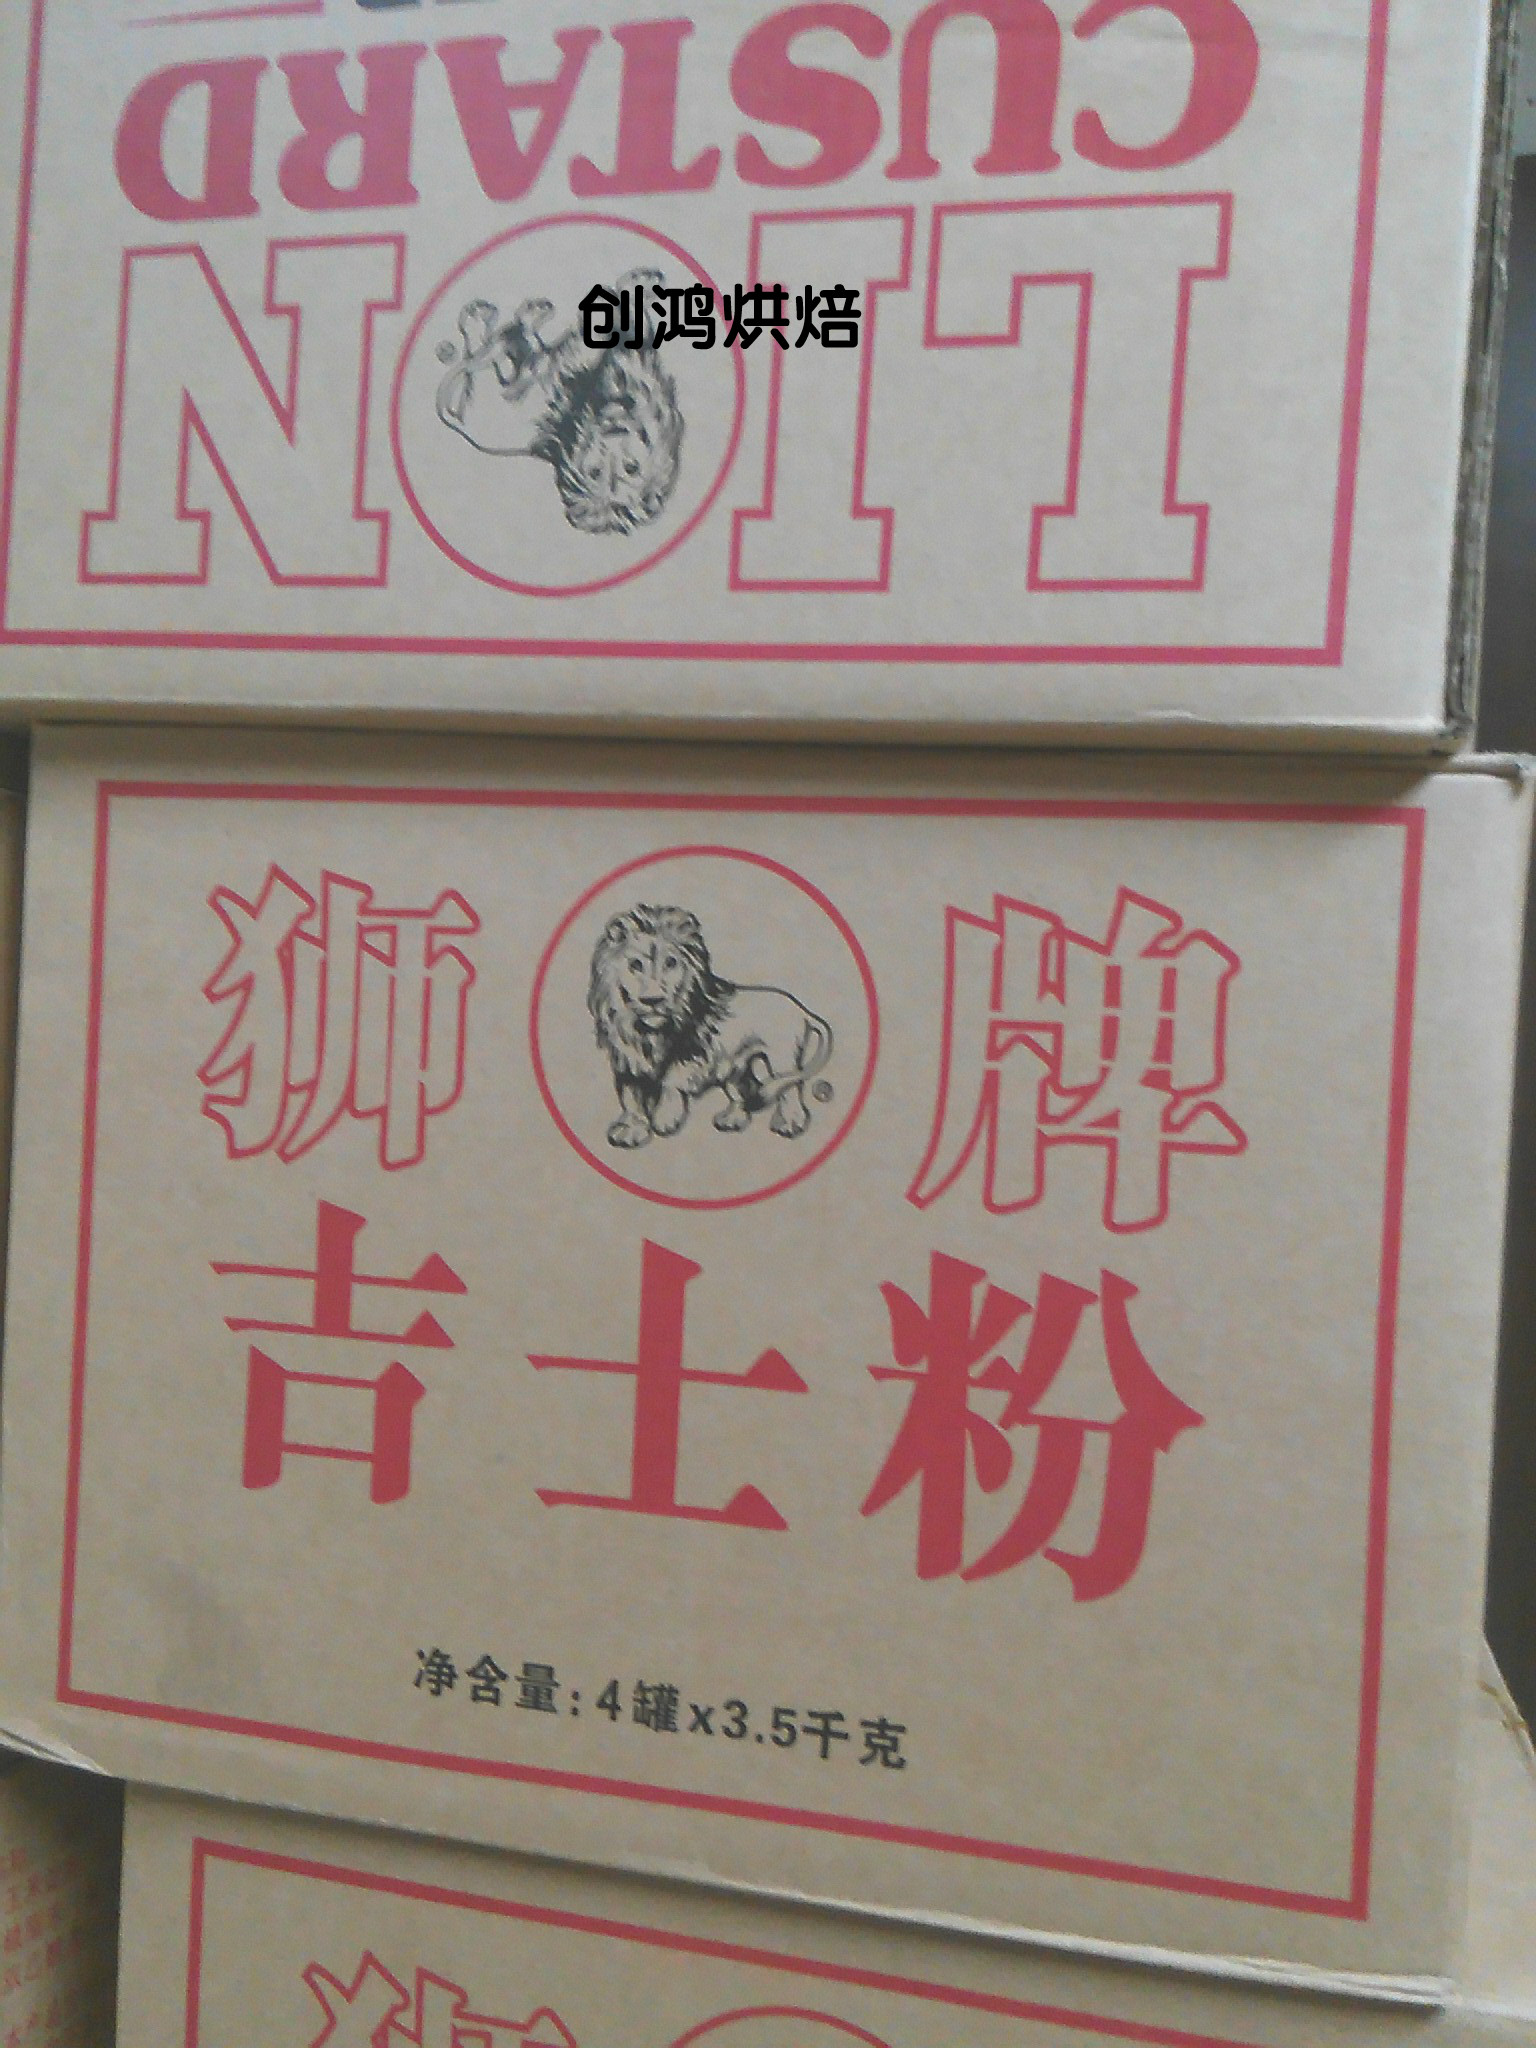 CUSTARD
LION
创鸿烘焙
狮牌
吉士粉
净含量:4罐x3.5千克
狮